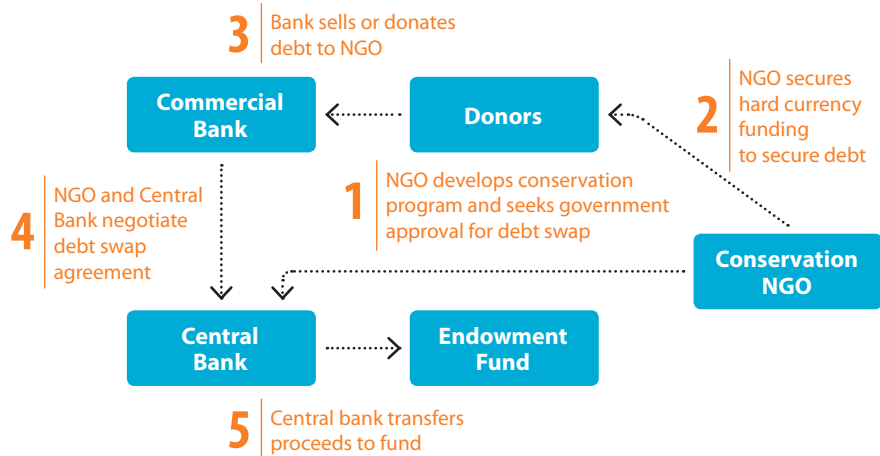 3
Bank sells or donates
debt to NGO
Commercial
Bank
Donors
2
NGO secures
hard currency
funding
to secure debt
1
NGO develops conservation
program and seeks government
approval for debt swap
4
NGO and Central
Bank negotiate
debt swap
agreement
Conservation
NGO
Central
Bank
Endowment
Fund
5
Central bank transfers
proceeds to fund